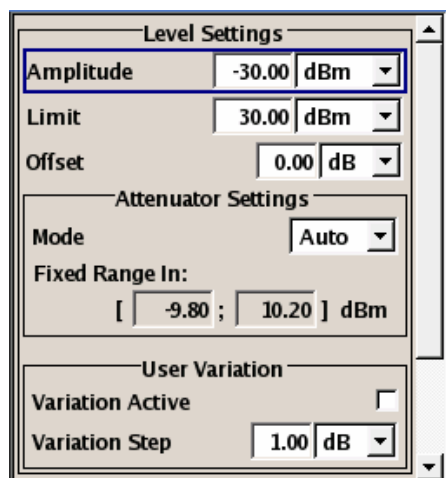 Level Settings
Amplitude -30.00 dBm
Limit 30.00 dBm
Offset 0.00 dB
Attenuator Settings
Mode Auto
Fixed Range In:
[ -9.80 ; 10.20 ] dBm
User Variation
Variation Active
Variation Step 1.00 dB